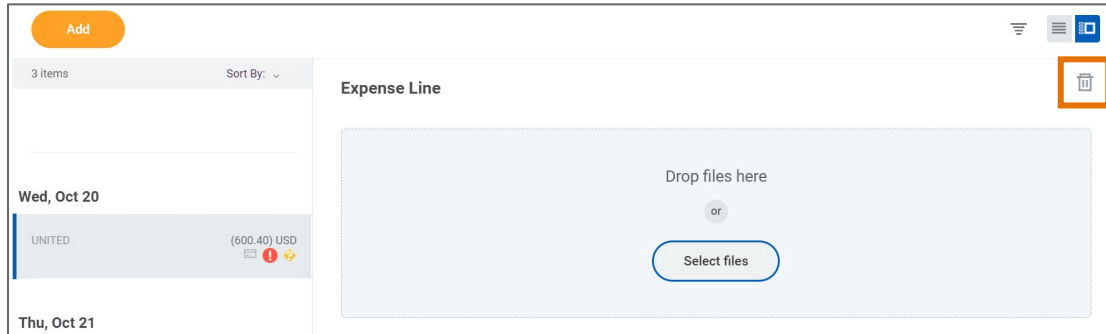 Add
3 items Sort By:
Expense Line
Drop files here
or
Select files
Wed, Oct 20
UNITED (600.40) USD
Thu, Oct 21